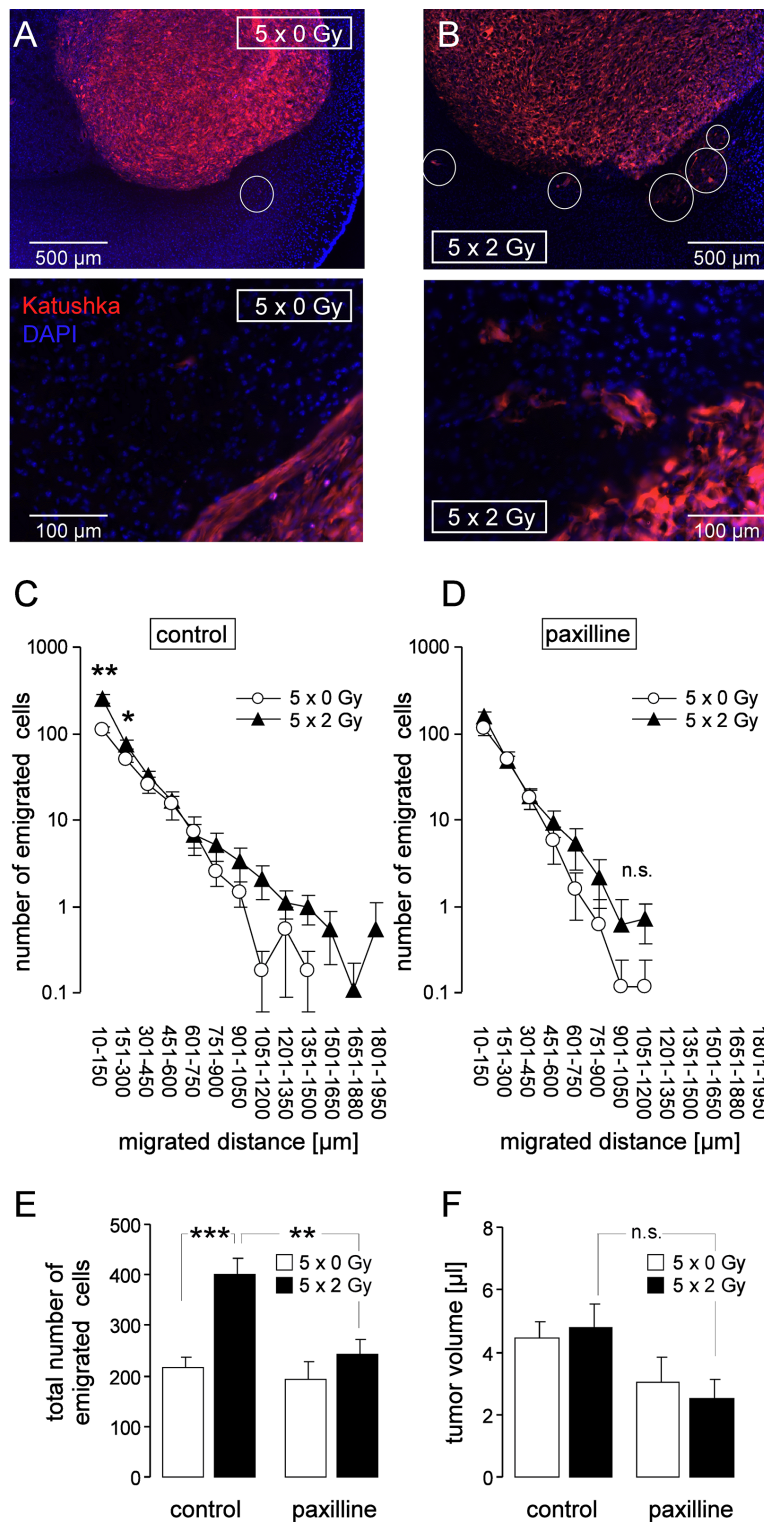 A
5 x 0 Gy
500 µm
B
5 x 2 Gy
500 µm
Katushka
DAPI
5 x 0 Gy
100 µm
5 x 2 Gy
100 µm
C
control
number of emigrated cells
1000
100
10
1
0.1
**
*
5 x 0 Gy
5 x 2 Gy
10–150
151–300
301–450
451–600
601–750
751–900
901–1050
1051–1200
1201–1350
1351–1500
1501–1650
1651–1880
1801–1950
migrated distance [µm]
D
paxilline
number of emigrated cells
1000
100
10
1
0.1
5 x 0 Gy
5 x 2 Gy
n.s.
10–150
151–300
301–450
451–600
601–750
751–900
901–1050
1051–1200
1201–1350
1351–1500
1501–1650
1651–1880
1801–1950
migrated distance [µm]
E
total number of
emigrated cells
500
400
300
200
100
0
***
**
5 x 0 Gy
5 x 2 Gy
control
paxilline
F
tumor volume [µl]
8
6
4
2
0
n.s.
5 x 0 Gy
5 x 2 Gy
control
paxilline